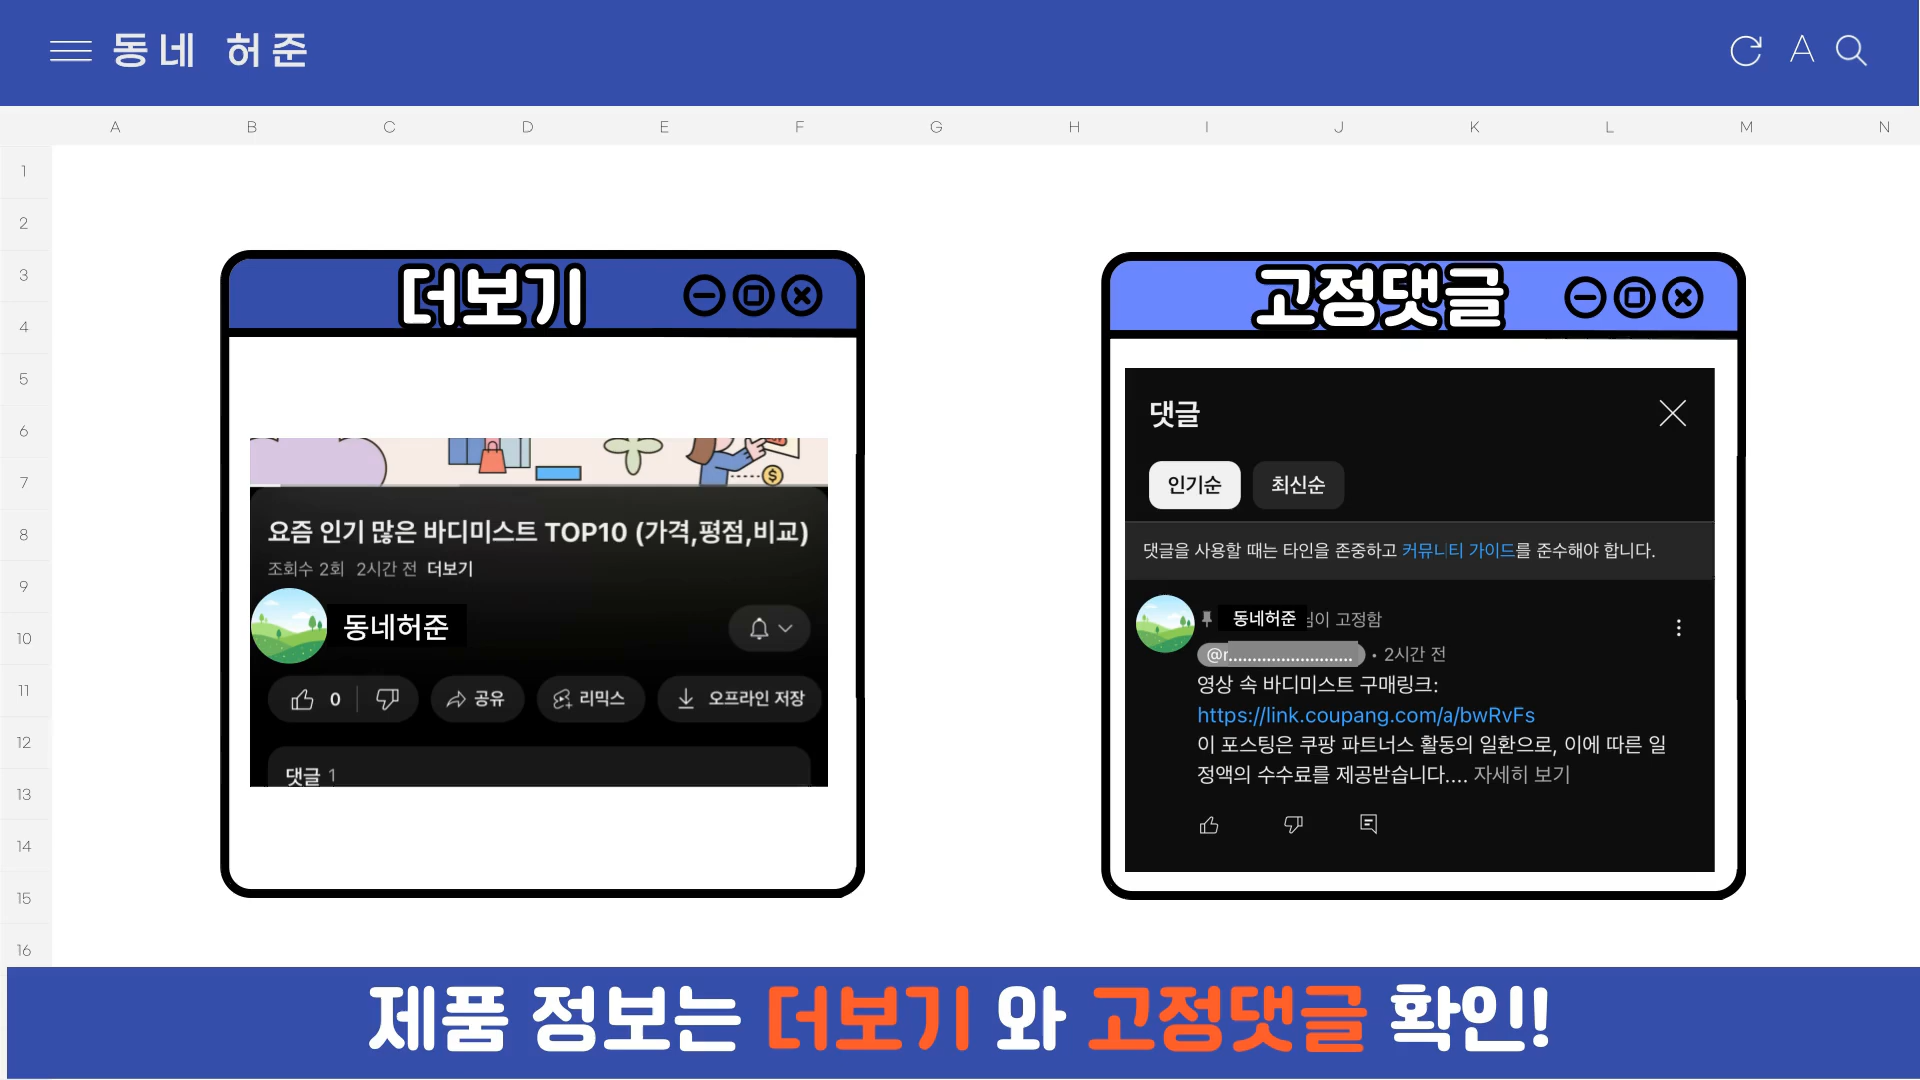 동네 허준
A
A B C D E F G H I J K L M N
1
2
3
4
5
6
7
8
9
10
11
12
13
14
15
16
더보기
요즘 인기 많은 바디미스트 TOP10 (가격,평점,비교)
조회수 2회 2시간 전 더보기
동네허준
0 공유 리믹스 오프라인 저장
댓글 1
고정댓글
댓글
인기순 최신순
댓글을 사용할 때는 타인을 존중하고 커뮤니티 가이드를 준수해야 합니다.
동네허준님이 고정함
@r.......................... • 2시간 전
영상 속 바디미스트 구매링크:
https://link.coupang.com/a/bwRvFs
이 포스팅은 쿠팡 파트너스 활동의 일환으로, 이에 따른 일
정액의 수수료를 제공받습니다.... 자세히 보기
제품 정보는 더보기 와 고정댓글 확인!